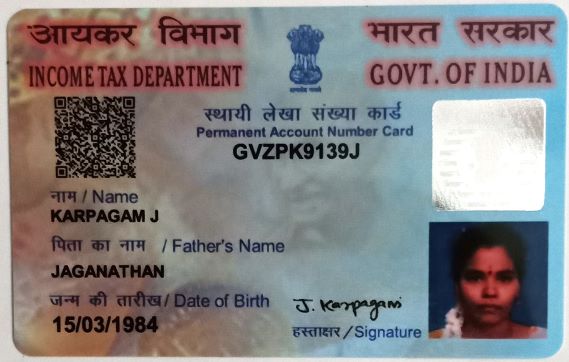 आयकर विभाग
भारत सरकार
INCOME TAX DEPARTMENT
GOVT. OF INDIA
स्थायी लेखा संख्या कार्ड
Permanent Account Number Card
GVZPK9139J
नाम / Name
KARPAGAM J
पिता का नाम / Father's Name
JAGANATHAN
जन्म की तारीख / Date of Birth
15/03/1984
J. Karpagam
हस्ताक्षर / Signature